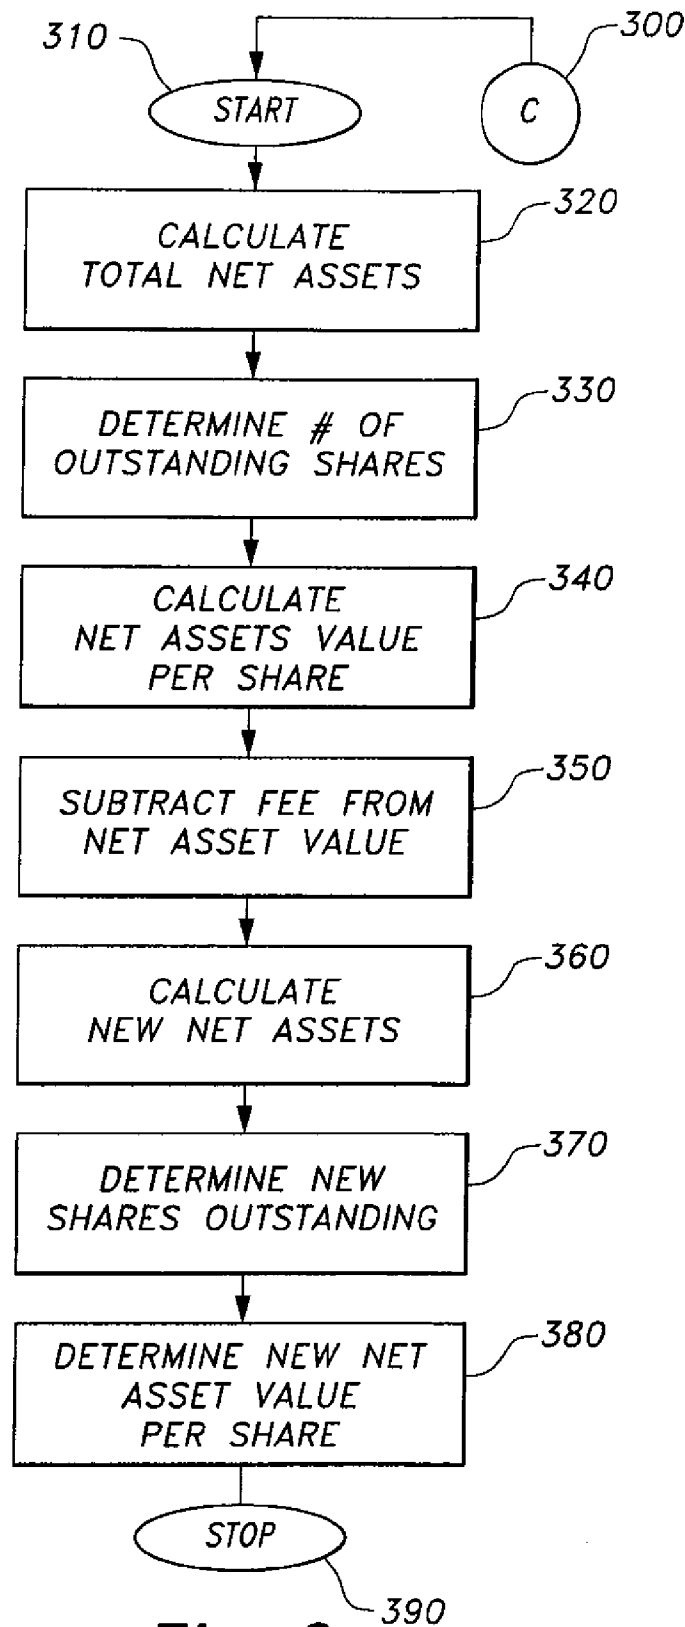 310
300
START
C
320
CALCULATE
TOTAL NET ASSETS
330
DETERMINE # OF
OUTSTANDING SHARES
340
CALCULATE
NET ASSETS VALUE
PER SHARE
350
SUBTRACT FEE FROM
NET ASSET VALUE
360
CALCULATE
NEW NET ASSETS
370
DETERMINE NEW
SHARES OUTSTANDING
380
DETERMINE NEW NET
ASSET VALUE
PER SHARE
STOP
390